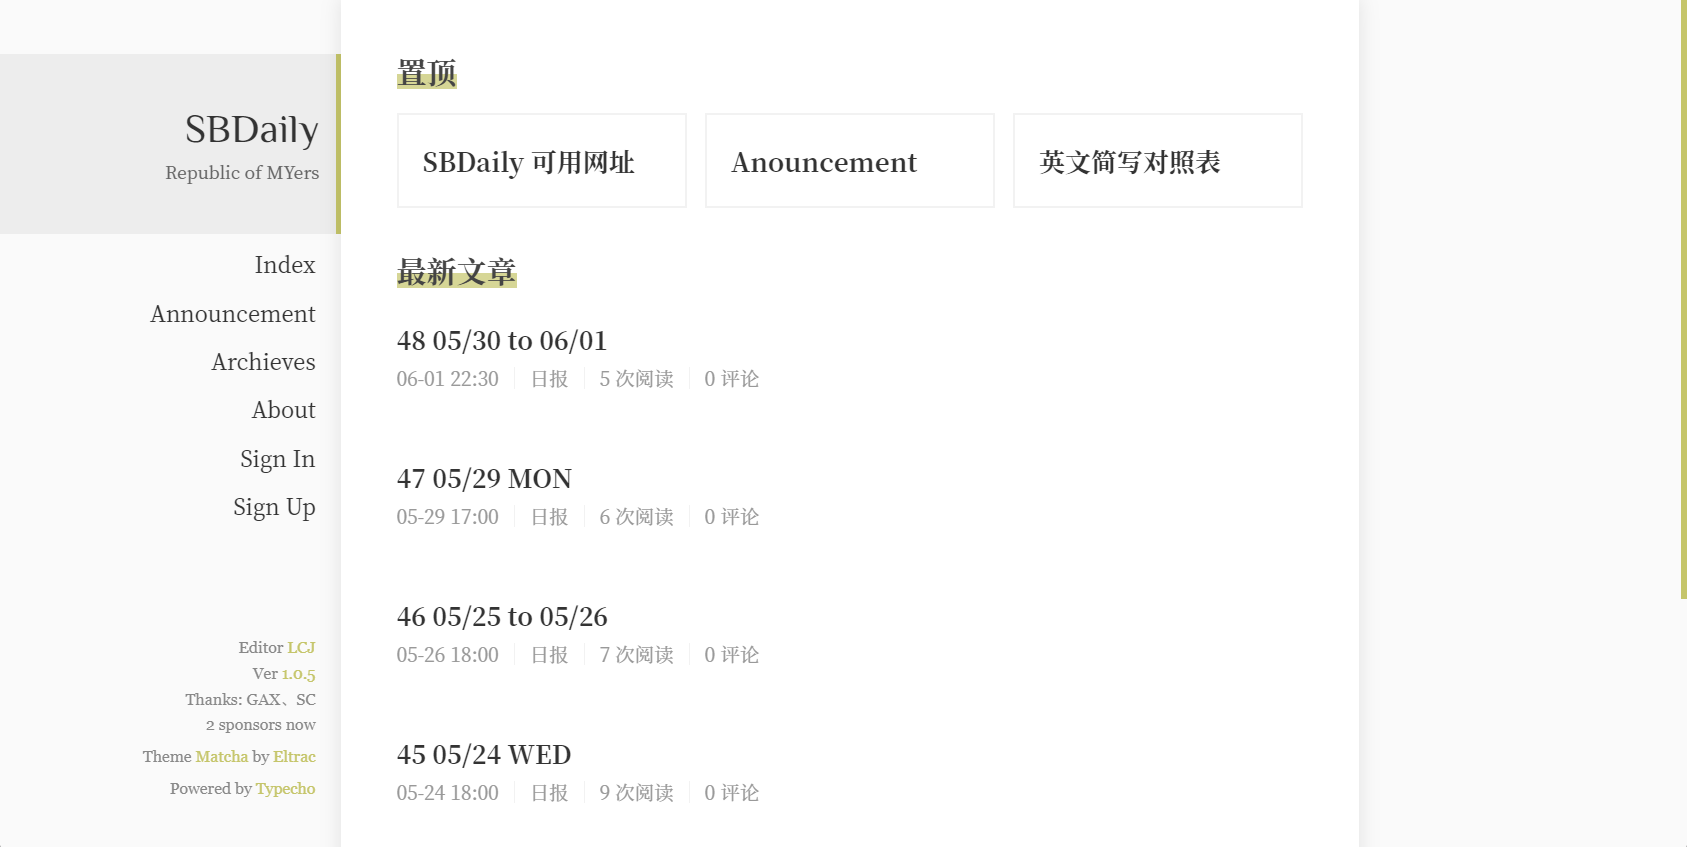 SBDaily
Republic of MYers
Index
Announcement
Archieves
About
Sign In
Sign Up
Editor LCJ
Ver 1.0.5
Thanks: GAX、SC
2 sponsors now
Theme Matcha by Eltrac
Powered by Typecho
置顶
SBDaily 可用网址
Anouncement
英文简写对照表
最新文章
48 05/30 to 06/01
06-01 22:30 日报 5 次阅读 0 评论
47 05/29 MON
05-29 17:00 日报 6 次阅读 0 评论
46 05/25 to 05/26
05-26 18:00 日报 7 次阅读 0 评论
45 05/24 WED
05-24 18:00 日报 9 次阅读 0 评论